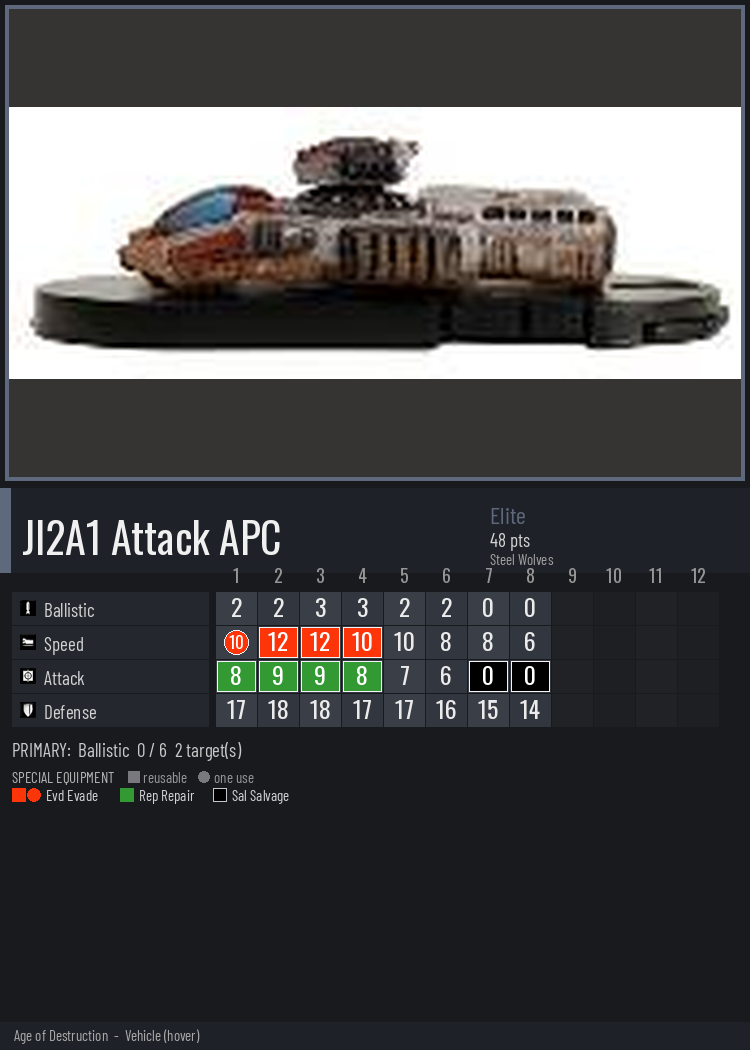 JI2A1 Attack APC
Elite
48 pts
Steel Wolves
1 2 3 4 5 6 7 8 9 10 11 12
Ballistic 2 2 3 3 2 2 0 0
Speed 10 12 12 10 10 8 8 6
Attack 8 9 9 8 7 6 0 0
Defense 17 18 18 17 17 16 15 14
PRIMARY: Ballistic 0 / 6 2 target(s)
SPECIAL EQUIPMENT reusable one use
Evd Evade Rep Repair Sal Salvage
Age of Destruction - Vehicle (hover)